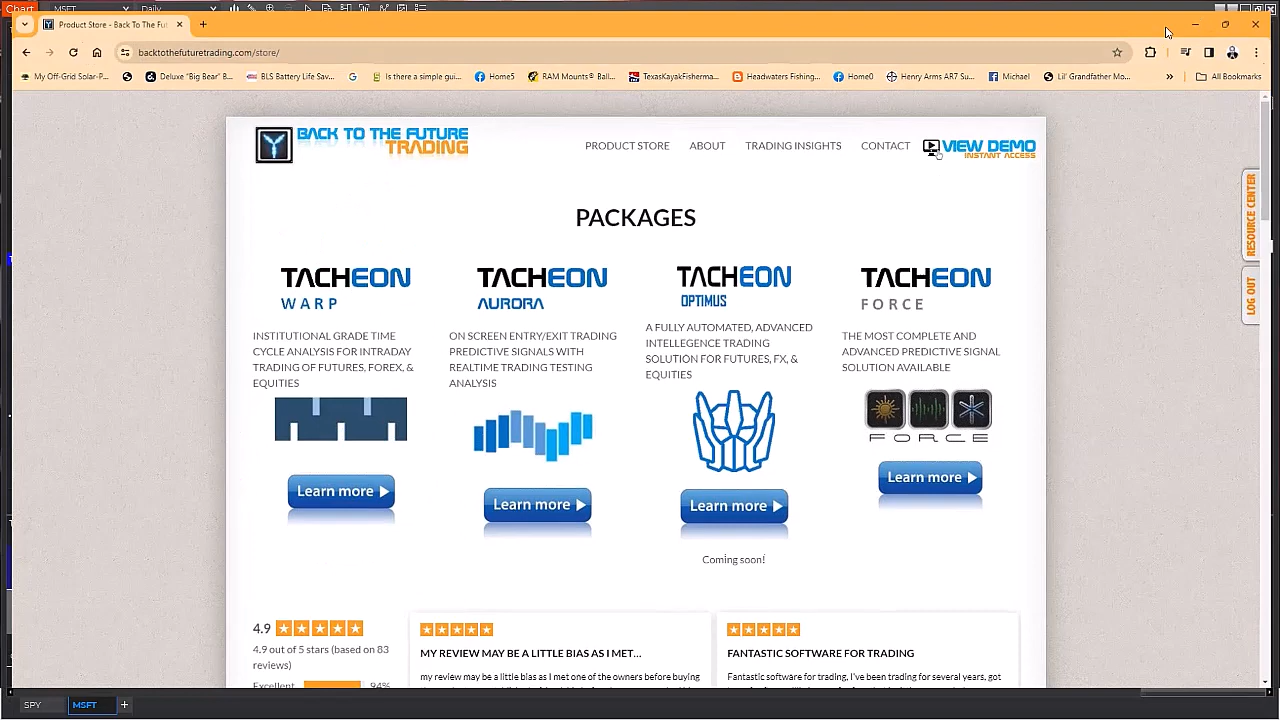 Chart MSFT Daily
Product Store - Back To The Fut
backtothefuturetrading.com/store/
My Off-Grid Solar-P... Deluxe "Big Bear" B... BLS Battery Life Sav... Is there a simple gui... Home5 RAM Mounts® Ball... TexasKayakFisherma... Headwaters Fishing... Home0 Henry Arms AR7 Su... Michael Lil' Grandfather Mo... » All Bookmarks
BACK TO THE FUTURE
TRADING
PRODUCT STORE ABOUT TRADING INSIGHTS CONTACT
VIEW DEMO
INSTANT ACCESS
RESOURCE CENTER
LOG OUT
PACKAGES
TACHEON
WARP
INSTITUTIONAL GRADE TIME
CYCLE ANALYSIS FOR INTRADAY
TRADING OF FUTURES, FOREX, &
EQUITIES
Learn more
TACHEON
AURORA
ON SCREEN ENTRY/EXIT TRADING
PREDICTIVE SIGNALS WITH
REALTIME TRADING TESTING
ANALYSIS
Learn more
TACHEON
OPTIMUS
A FULLY AUTOMATED, ADVANCED
INTELLEGENCE TRADING
SOLUTION FOR FUTURES, FX, &
EQUITIES
Learn more
Coming soon!
TACHEON
FORCE
THE MOST COMPLETE AND
ADVANCED PREDICTIVE SIGNAL
SOLUTION AVAILABLE
FORCE
Learn more
4.9
4.9 out of 5 stars (based on 83
reviews)
Excellent 94%
MY REVIEW MAY BE A LITTLE BIAS AS I MET...
my review may be a little bias as I met one of the owners before buying
FANTASTIC SOFTWARE FOR TRADING
Fantastic software for trading, I've been trading for several years, got
SPY MSFT +